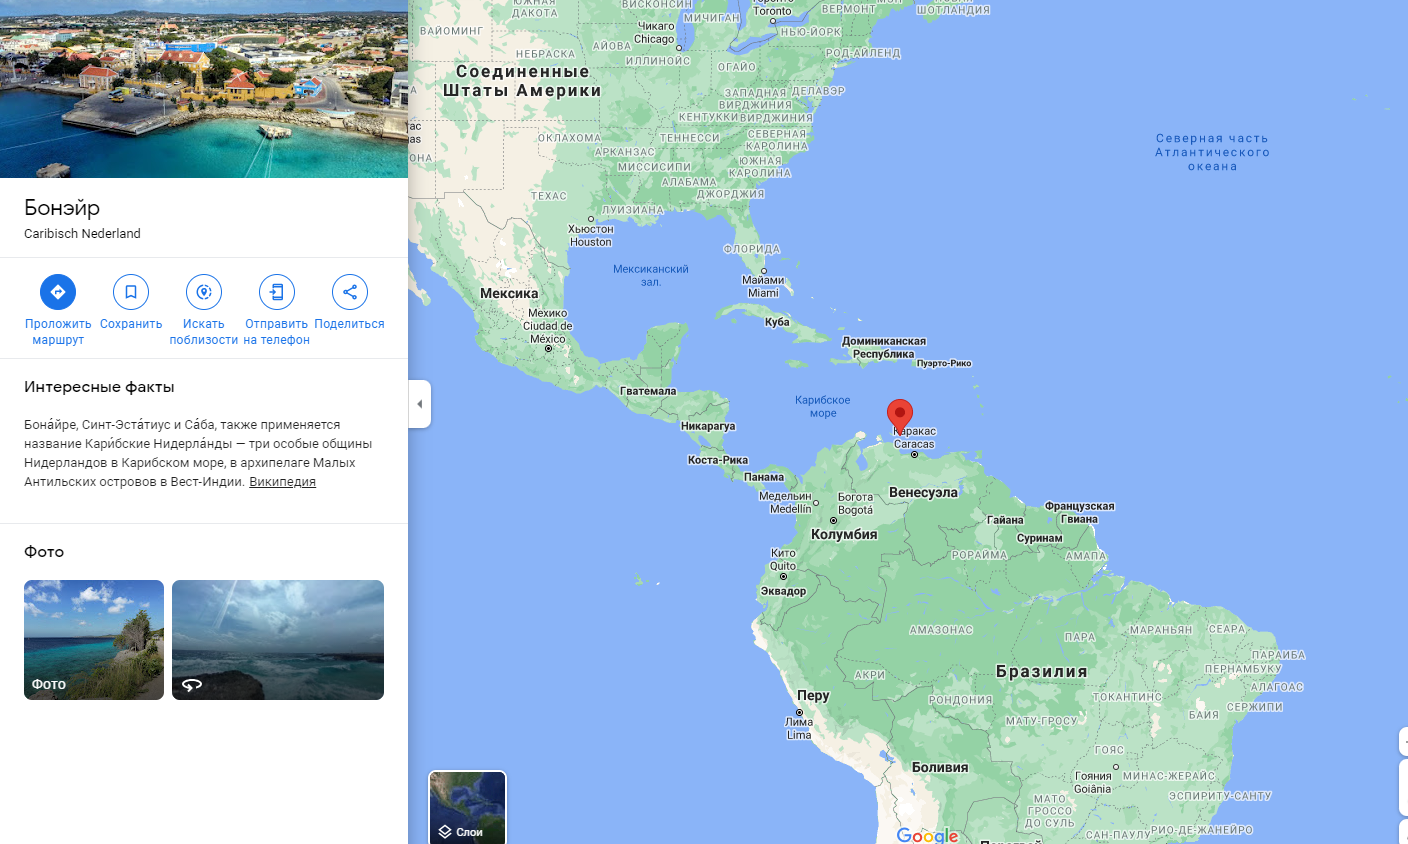 Бонэйр
Caribisch Nederland
Проложить
маршрут
Сохранить
Искать
поблизости
Отправить
на телефон
Поделиться
Интересные факты
Бона́йре, Синт-Эста́тиус и Са́ба, также применяется
название Кари́бские Нидерла́нды — три особые общины
Нидерландов в Карибском море, в архипелаге Малых
Антильских островов в Вест-Индии. Википедия
Фото
Фото
ЮЖНАЯ
ДАКОТА
ВИСКОНСИН
МИЧИГАН
Toronto
ВЕРМОНТ
ШОТЛАНДИЯ
ВАЙОМИНГ
Чикаго
Chicago
НЬЮ-ЙОРК
АЙОВА
НЕБРАСКА
ИЛЛИНОЙС
РОД-АЙЛЕНД
ОГАЙО
Соединенные
Штаты Америки
ЗАПАДНАЯ
ВИРДЖИНИЯ
ДЕЛАВЭР
КЕНТУККИ
ВИРДЖИНИЯ
ОКЛАХОМА
ТЕННЕССИ
СЕВЕРНАЯ
КАРОЛИНА
АРКАНЗАС
МИССИСИПИ
ЮЖНАЯ
КАРОЛИНА
АЛАБАМА
ДЖОРДЖИЯ
ТЕХАС
ЛУИЗИАНА
Хьюстон
Houston
ФЛОРИДА
Северная часть
Атлантического
океана
Мексиканский
зал.
Майами
Miami
Мексика
Мехико
Ciudad de
México
Куба
Доминиканская
Республика
Пуэрто-Рико
Гватемала
Карибское
море
Никарагуа
Каракас
Caracas
Коста-Рика
Панама
Медельин
Medellín
Богота
Bogotá
Венесуэла
Колумбия
Гайана
Французская
Гвиана
Суринам
Кито
Quito
РОРАЙМА
АМАПА
Эквадор
АМАЗОНАС
ПАРА
МАРАНЬЯН
СЕАРА
ПАРАИБА
ПЕРНАМБУКУ
АЛАГОАС
СЕРЖИПИ
АКРИ
Бразилия
Перу
РОНДОНИЯ
ТОКАНТИНС
БАИЯ
МАТУ-ГРОСУ
Лима
Lima
ГОЯС
Боливия
Гояния
Goiânia
МИНАС-ЖЕРАЙС
ЭСПИРИТУ-САНТУ
МАТО
ГРОССО
ДО СУЛЬ
САН-ПАУЛУ
РИО-ДЕ-ЖАНЕЙРО
Слои
Google